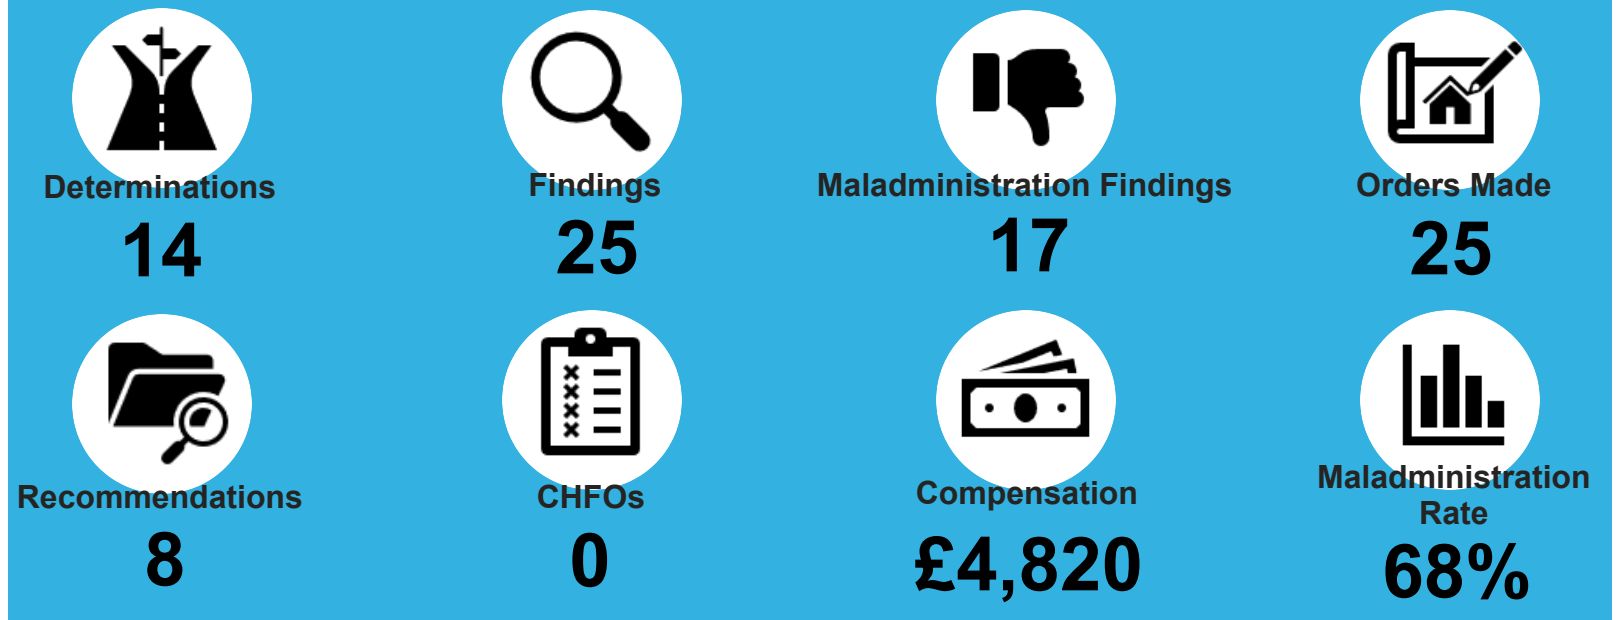 Determinations
14
Findings
25
Maladministration Findings
17
Orders Made
25
Recommendations
8
CHFOs
0
Compensation
£4,820
Maladministration
Rate
68%